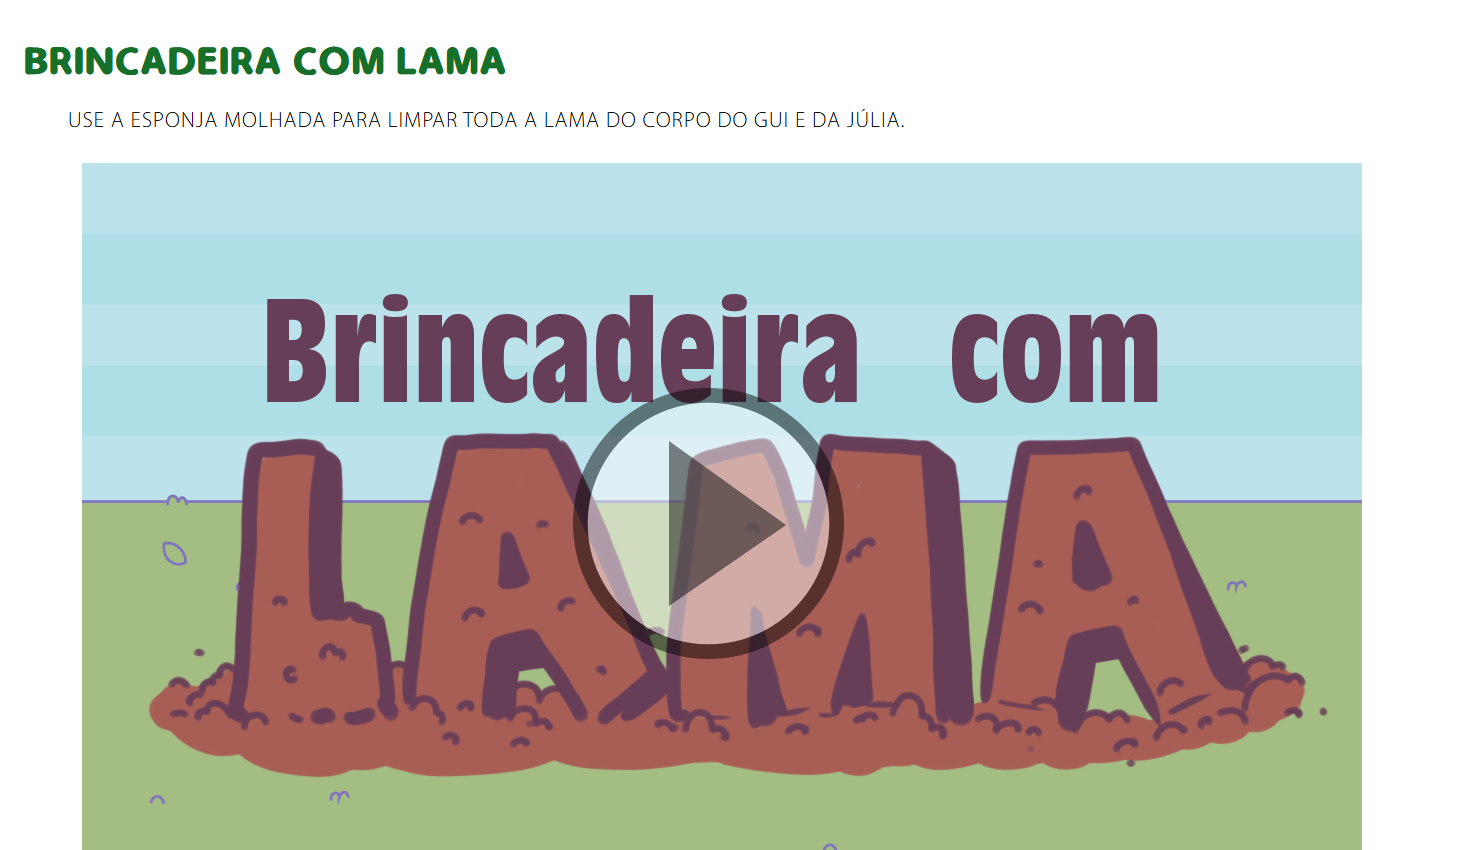 BRINCADEIRA COM LAMA
USE A ESPONJA MOLHADA PARA LIMPAR TODA A LAMA DO CORPO DO GUI E DA JÚLIA.
Brincadeira com
LAMA